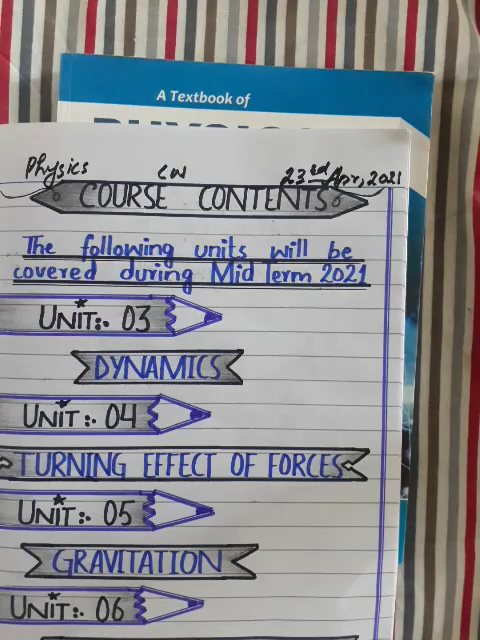 A Textbook of
Physics CW 23rd Apr, 2021
COURSE CONTENTS
The following units will be
covered during Mid Term 2021
UNIT:- 03
DYNAMICS
UNIT:- 04
TURNING EFFECT OF FORCES
UNIT:- 05
GRAVITATION
UNIT:- 06